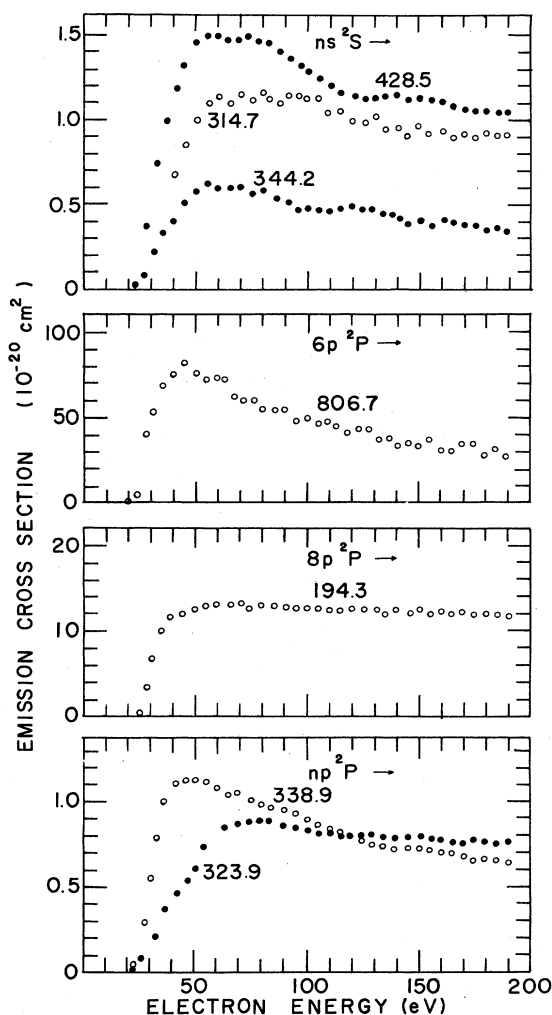 EMISSION CROSS SECTION (10⁻²⁰ cm²)
1.5
ns ²S →
428.5
1.0
314.7
344.2
0.5
0
100
6p ²P →
806.7
50
0
20
8p ²P →
194.3
10
0
np ²P →
338.9
1.0
323.9
0.5
0
50 100 150 200
ELECTRON ENERGY (eV)